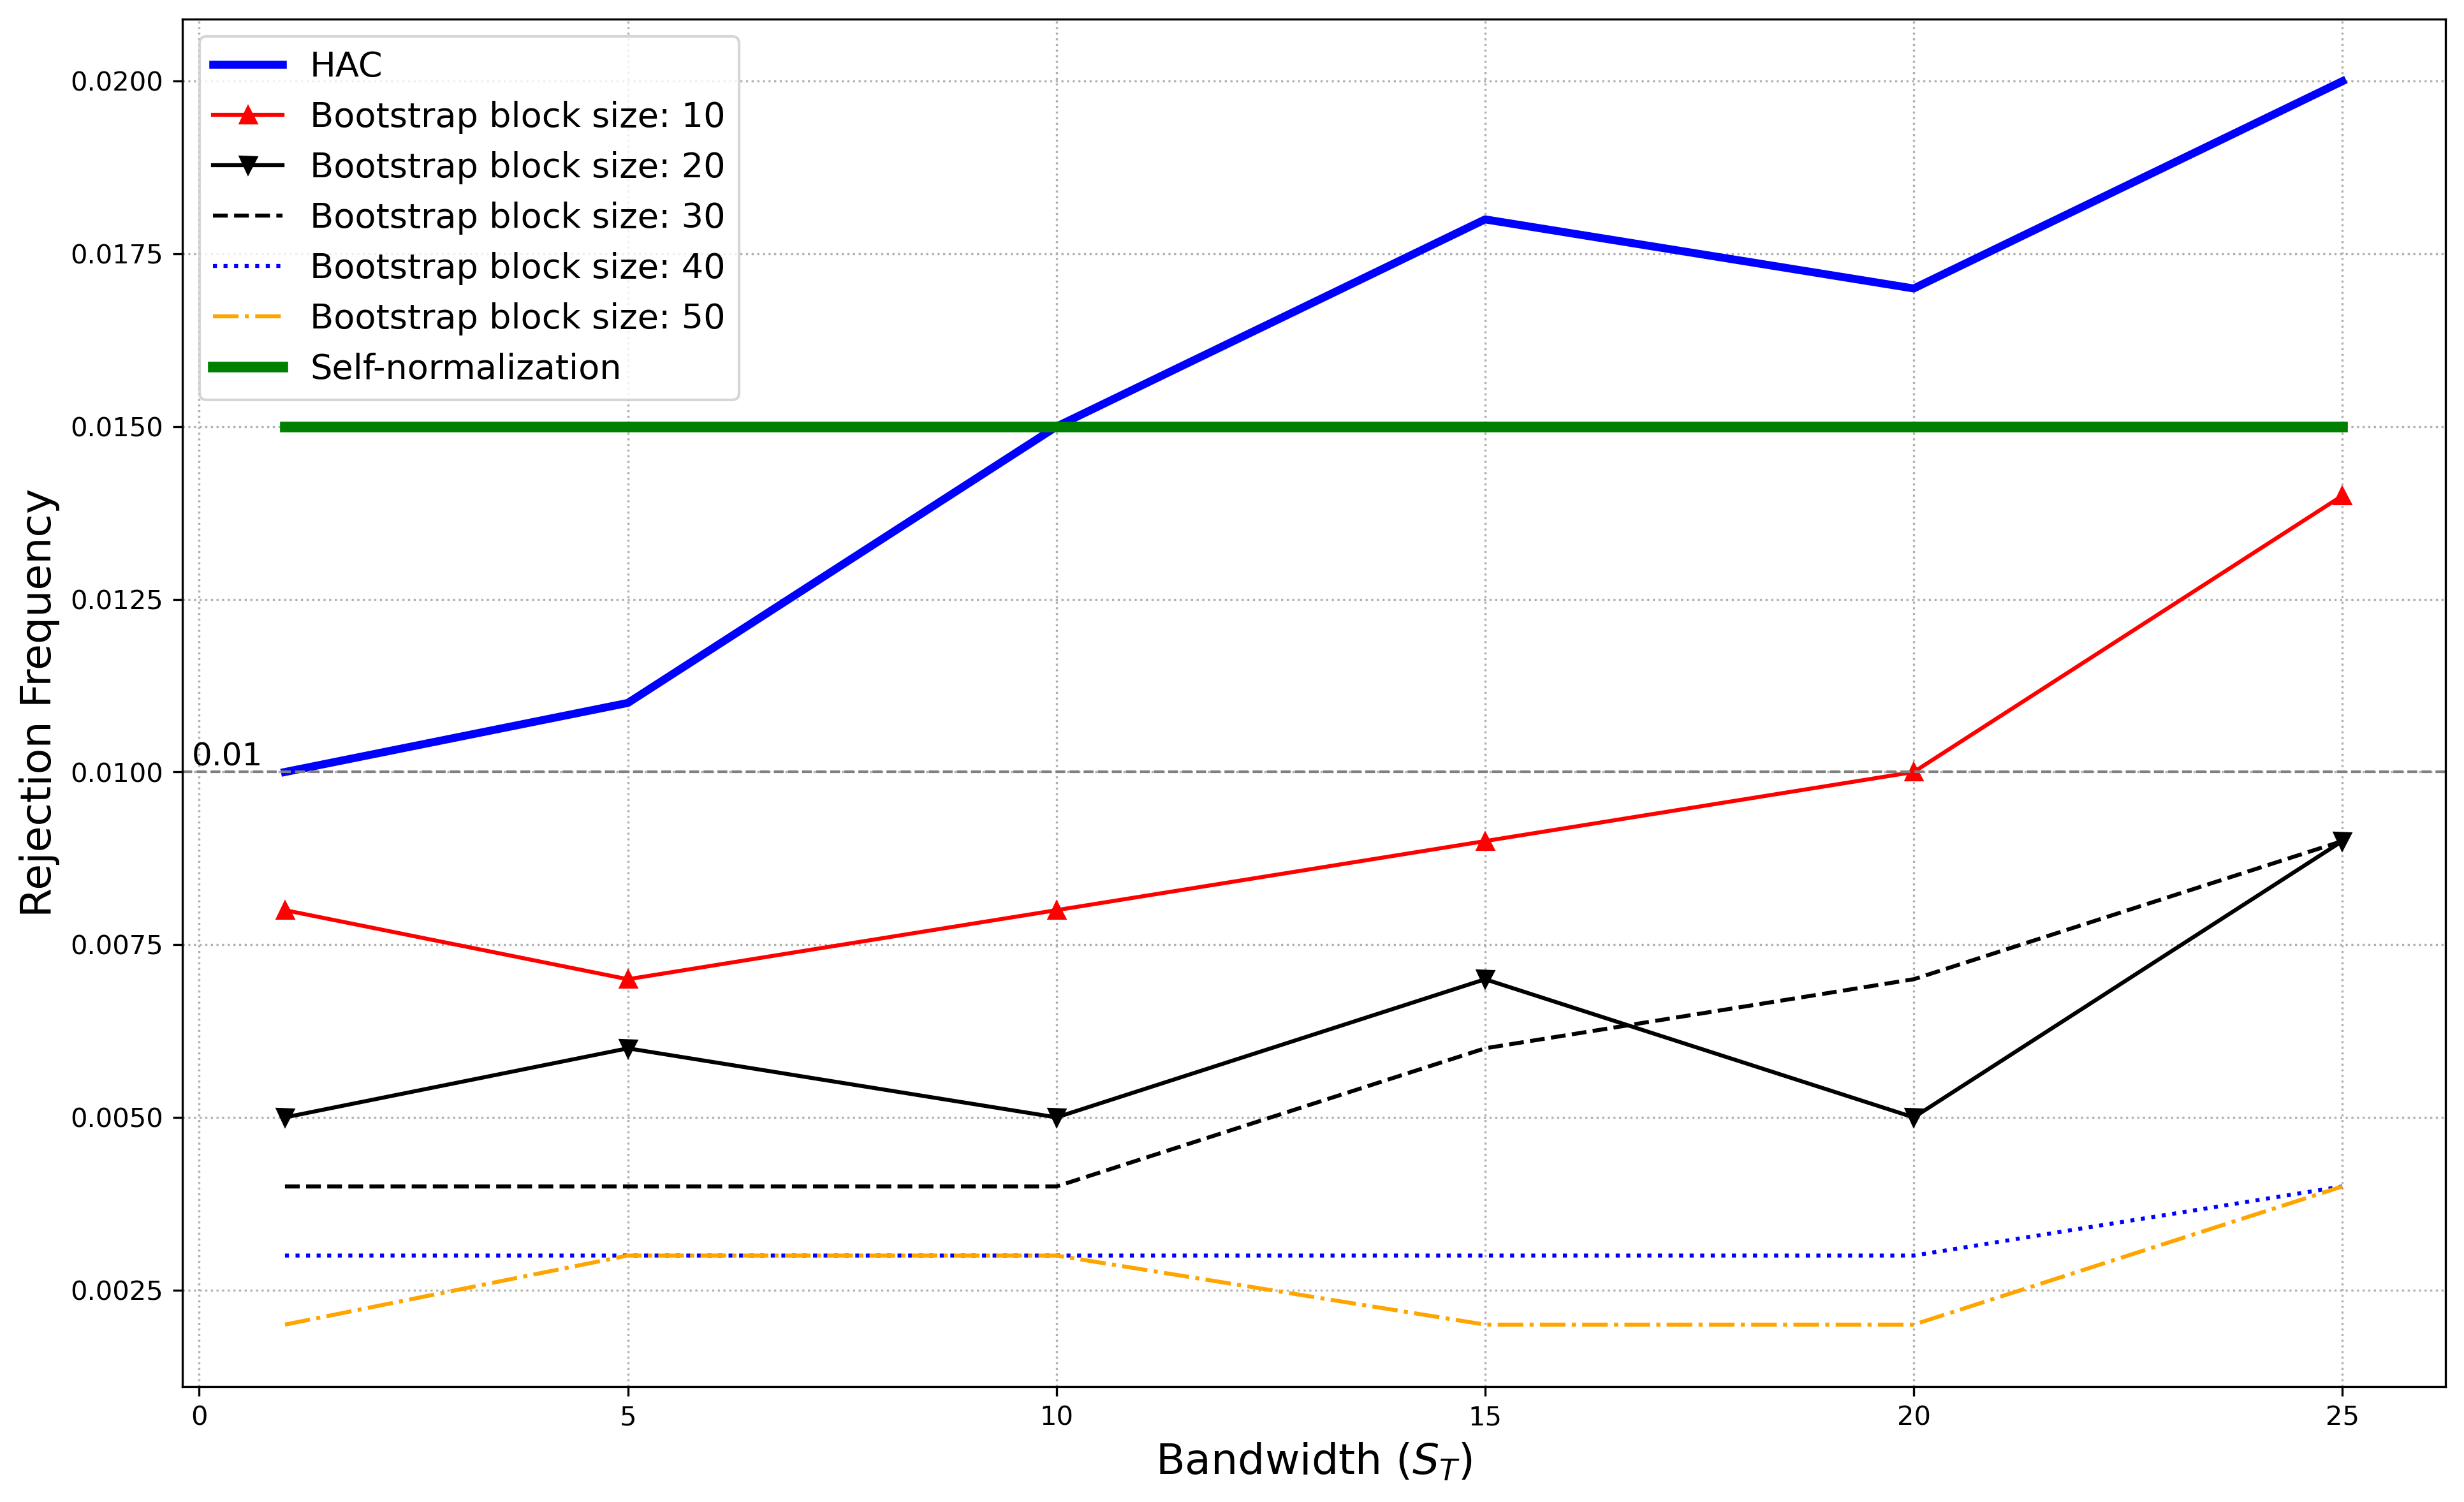 HAC
Bootstrap block size: 10
Bootstrap block size: 20
Bootstrap block size: 30
Bootstrap block size: 40
Bootstrap block size: 50
Self-normalization
0.0200
0.0175
0.0150
0.0125
0.0100
0.0075
0.0050
0.0025
Rejection Frequency
0.01
0 5 10 15 20 25
Bandwidth (S_T)